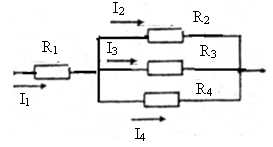 I₂ R₂
R₁ I₃ R₃
I₁ R₄
I₄